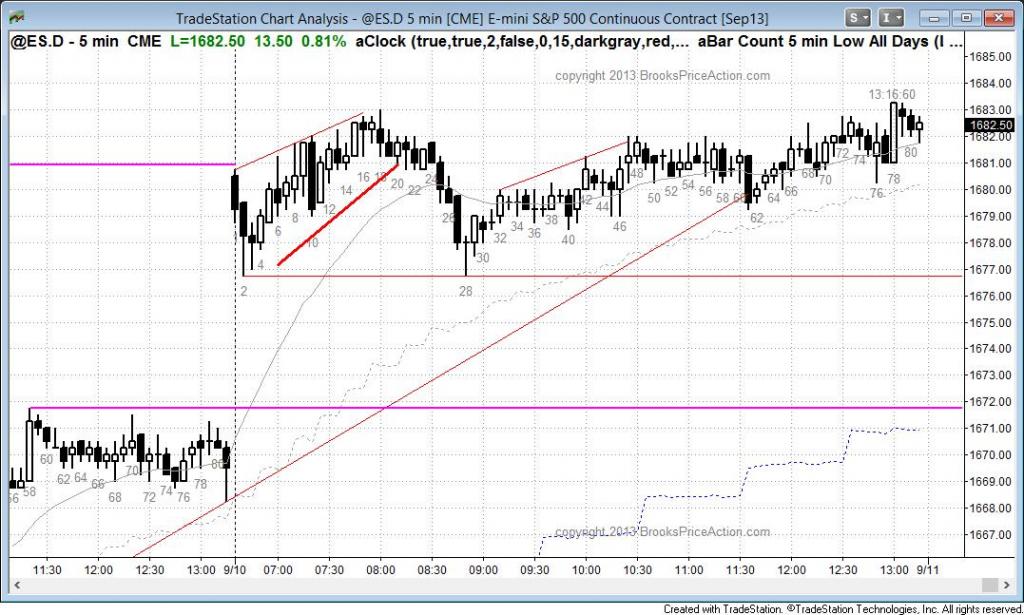 TradeStation Chart Analysis - @ES.D 5 min [CME] E-mini S&P 500 Continuous Contract [Sep13]
S
I
@ES.D - 5 min CME L=1682.50 13.50 0.81% aClock (true,true,2,false,0,15,darkgray,red,... aBar Count 5 min Low All Days (I ...
copyright 2013 BrooksPriceAction.com
13:16:60
1685.00
1684.00
1683.00
1682.50
1682.00
1681.00
1680.00
1679.00
1678.00
1677.00
1676.00
1675.00
1674.00
1673.00
1672.00
1671.00
1670.00
1669.00
1668.00
1667.00
56 58 60 62 64 66 68 70 72 74 76 78 80
2 4 6 8 10 12 14 16 18 20 22 24 26 28 30 32 34 36 38 40 42 44 46 48 50 52 54 56 58 60 62 64 66 68 70 72 74 76 78 80
copyright 2013 BrooksPriceAction.com
11:30 12:00 12:30 13:00 9/10 07:00 07:30 08:00 08:30 09:00 09:30 10:00 10:30 11:00 11:30 12:00 12:30 13:00 9/11
Created with TradeStation. ©TradeStation Technologies, Inc. All rights reserved.